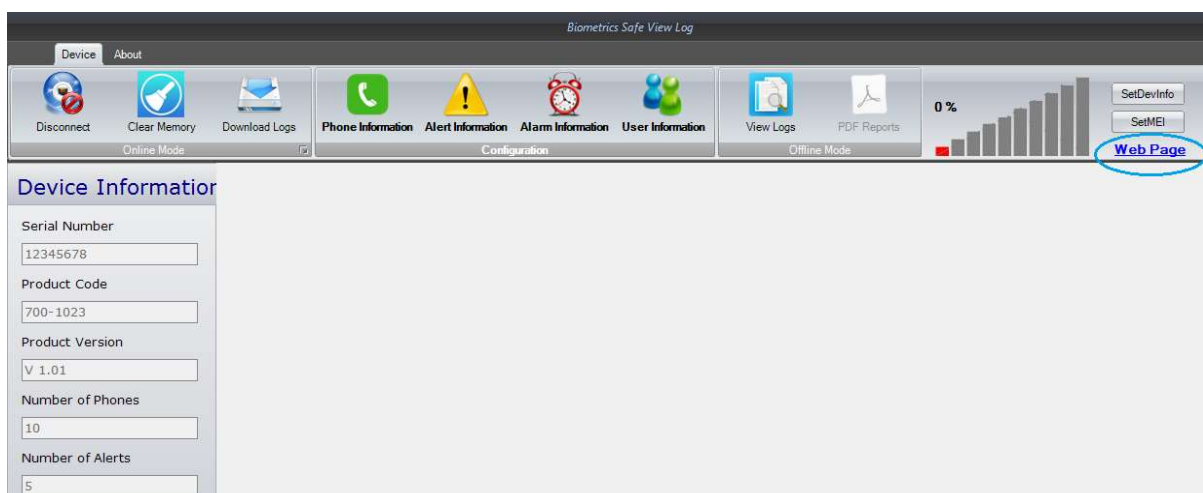 Biometrics Safe View Log
Device About
Disconnect Clear Memory Download Logs Phone Information Alert Information Alarm Information User Information View Logs PDF Reports
0 %
SetDevInfo
SetMEI
Web Page
Online Mode Configuration Offline Mode
Device Information
Serial Number
12345678
Product Code
700-1023
Product Version
V 1.01
Number of Phones
10
Number of Alerts
5